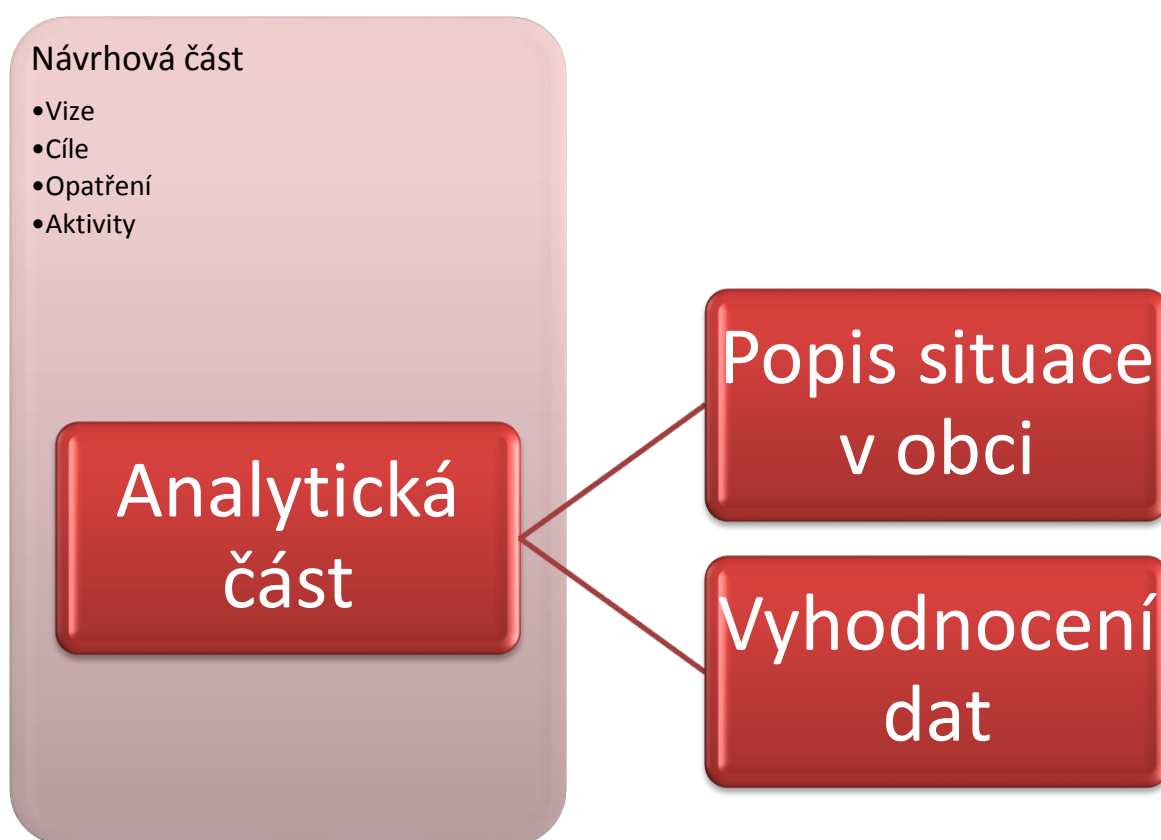 Návrhová část
•Vize
•Cíle
•Opatření
•Aktivity
Analytická
část
Popis situace
v obci
Vyhodnocení
dat